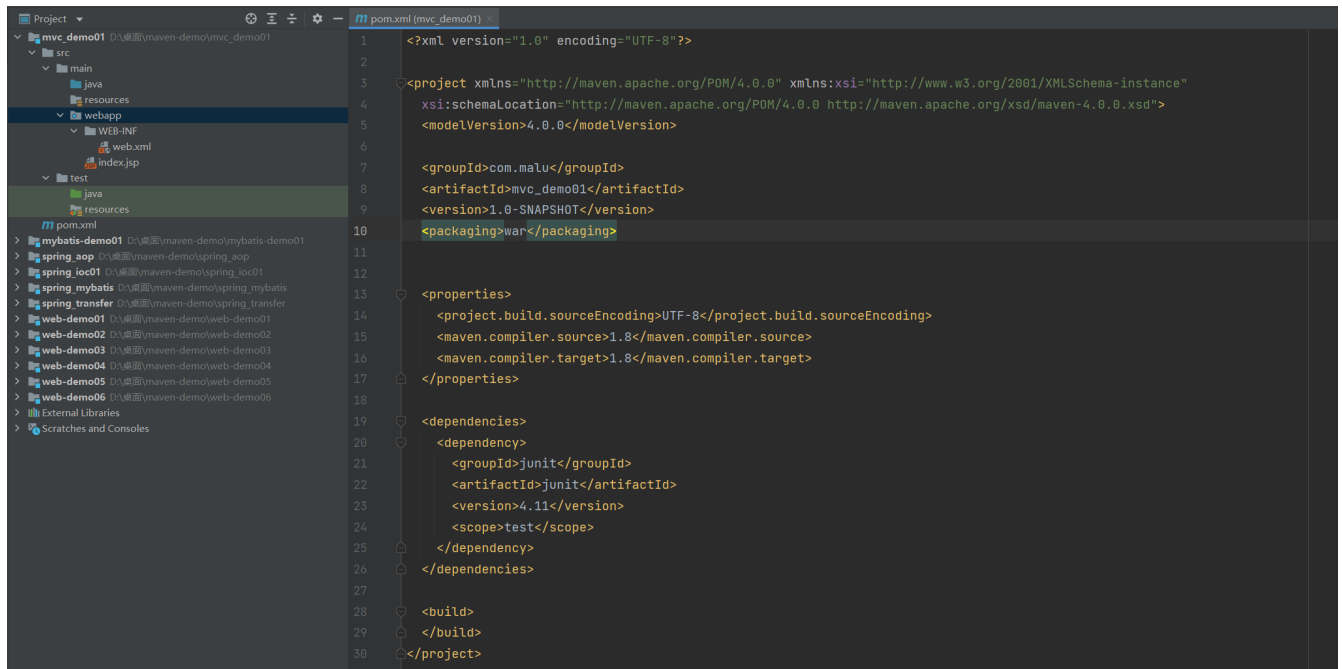 Project
mvc_demo01 D:\桌面\maven-demo\mvc_demo01
src
main
java
resources
webapp
WEB-INF
web.xml
index.jsp
test
java
resources
pom.xml
mybatis-demo01 D:\桌面\maven-demo\mybatis-demo01
spring_aop D:\桌面\maven-demo\spring_aop
spring_ioc01 D:\桌面\maven-demo\spring_ioc01
spring_mybatis D:\桌面\maven-demo\spring_mybatis
spring_transfer D:\桌面\maven-demo\spring_transfer
web-demo01 D:\桌面\maven-demo\web-demo01
web-demo02 D:\桌面\maven-demo\web-demo02
web-demo03 D:\桌面\maven-demo\web-demo03
web-demo04 D:\桌面\maven-demo\web-demo04
web-demo05 D:\桌面\maven-demo\web-demo05
web-demo06 D:\桌面\maven-demo\web-demo06
External Libraries
Scratches and Consoles
pom.xml (mvc_demo01)
1 <?xml version="1.0" encoding="UTF-8"?>
2
3 <project xmlns="http://maven.apache.org/POM/4.0.0" xmlns:xsi="http://www.w3.org/2001/XMLSchema-instance"
4 xsi:schemaLocation="http://maven.apache.org/POM/4.0.0 http://maven.apache.org/xsd/maven-4.0.0.xsd">
5 <modelVersion>4.0.0</modelVersion>
6
7 <groupId>com.malu</groupId>
8 <artifactId>mvc_demo01</artifactId>
9 <version>1.0-SNAPSHOT</version>
10 <packaging>war</packaging>
11
12
13 <properties>
14 <project.build.sourceEncoding>UTF-8</project.build.sourceEncoding>
15 <maven.compiler.source>1.8</maven.compiler.source>
16 <maven.compiler.target>1.8</maven.compiler.target>
17 </properties>
18
19 <dependencies>
20 <dependency>
21 <groupId>junit</groupId>
22 <artifactId>junit</artifactId>
23 <version>4.11</version>
24 <scope>test</scope>
25 </dependency>
26 </dependencies>
27
28 <build>
29 </build>
30 </project>